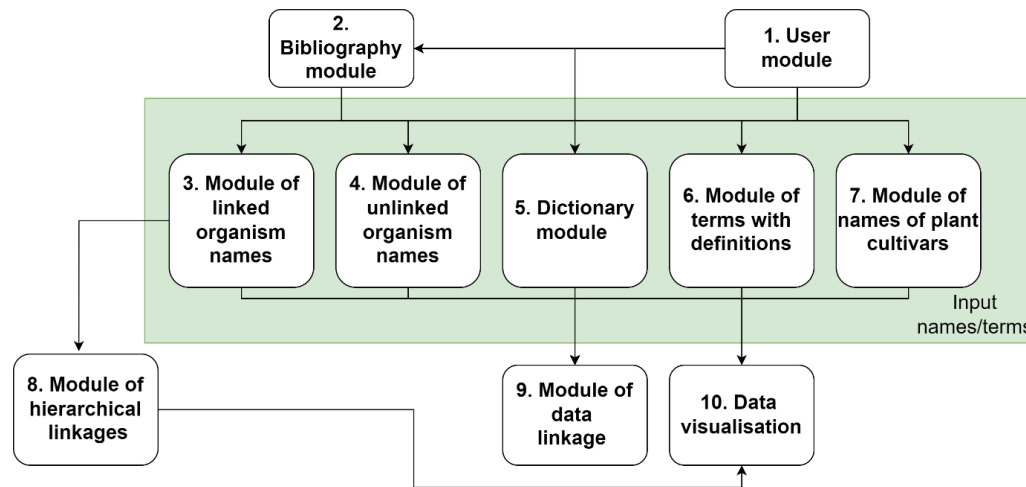 2.
Bibliography
module
1. User
module
3. Module of
linked
organism
names
4. Module of
unlinked
organism
names
5. Dictionary
module
6. Module of
terms with
definitions
7. Module of
names of plant
cultivars
Input
names/terms
8. Module of
hierarchical
linkages
9. Module of
data
linkage
10. Data
visualisation